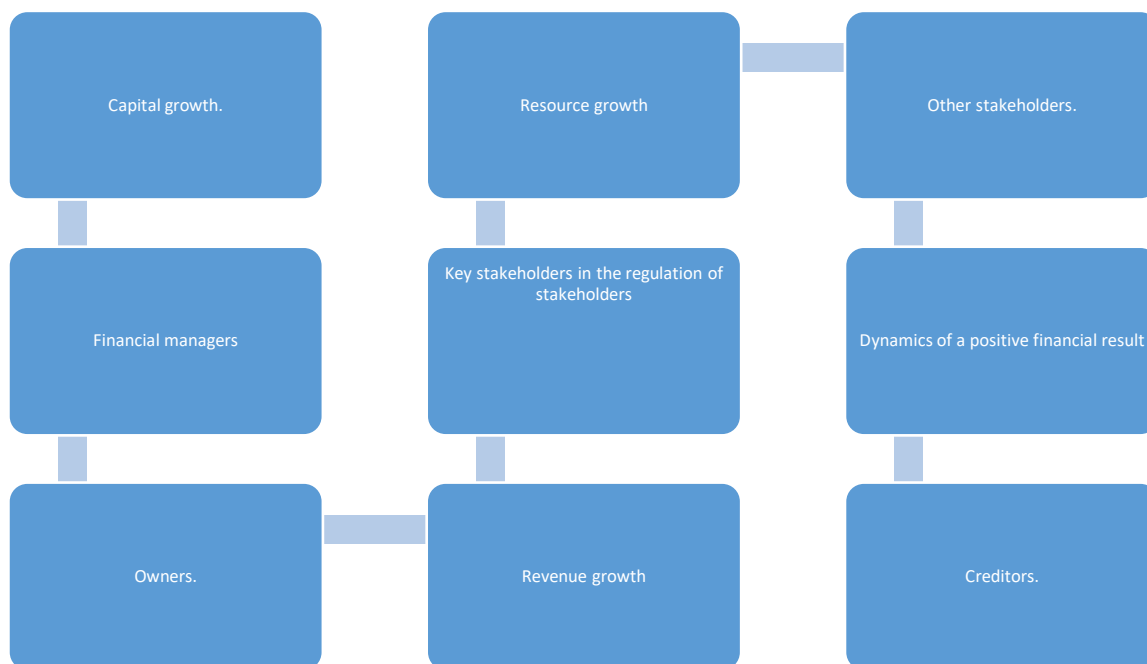 Capital growth.
Resource growth
Other stakeholders.
Financial managers
Key stakeholders in the regulation of
stakeholders
Dynamics of a positive financial result
Owners.
Revenue growth
Creditors.